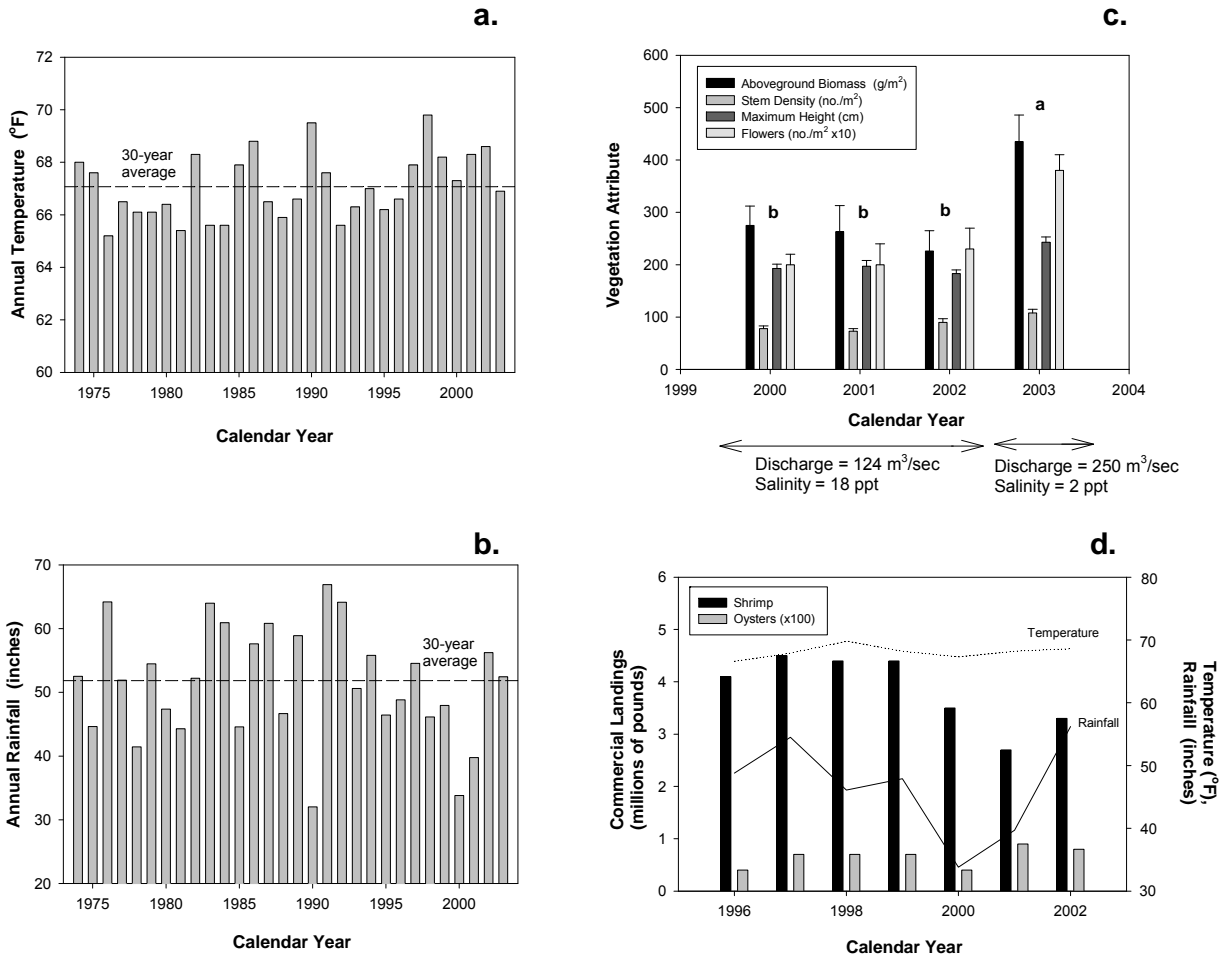 a.
Annual Temperature (°F)
72
70
68
66
64
62
60
30-year
average
1975 1980 1985 1990 1995 2000
Calendar Year
c.
Vegetation Attribute
600
500
400
300
200
100
0
Aboveground Biomass (g/m²)
Stem Density (no./m²)
Maximum Height (cm)
Flowers (no./m² x10)
b b b a
1999 2000 2001 2002 2003 2004
Calendar Year
Discharge = 124 m³/sec
Salinity = 18 ppt
Discharge = 250 m³/sec
Salinity = 2 ppt
b.
Annual Rainfall (inches)
70
60
50
40
30
20
30-year
average
1975 1980 1985 1990 1995 2000
Calendar Year
d.
Commercial Landings
(millions of pounds)
6
5
4
3
2
1
0
Shrimp
Oysters (x100)
Temperature
Rainfall
80
70
60
50
40
30
Temperature (°F),
Rainfaill (inches)
1996 1998 2000 2002
Calendar Year